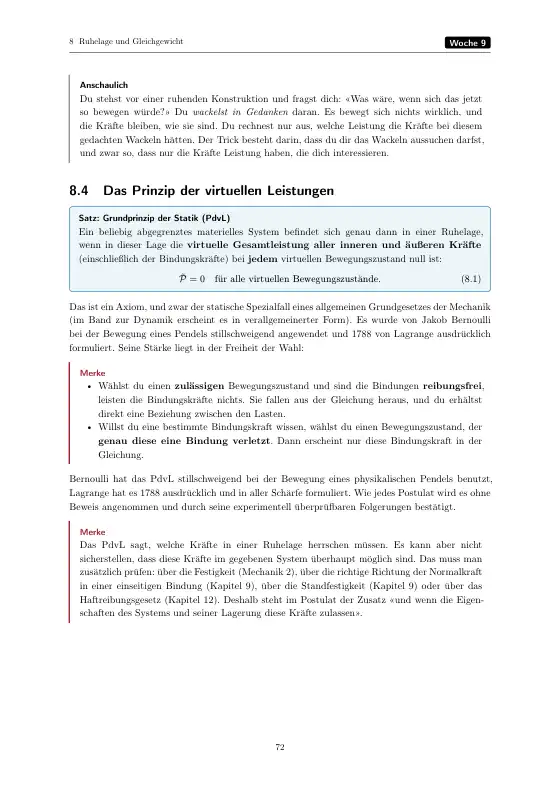 8 Ruhelage und Gleichgewicht
Woche 9
Anschaulich
Du stehst vor einer ruhenden Konstruktion und fragst dich: «Was wäre, wenn sich das jetzt
so bewegen würde?» Du wackelst in Gedanken daran. Es bewegt sich nichts wirklich, und
die Kräfte bleiben, wie sie sind. Du rechnest nur aus, welche Leistung die Kräfte bei diesem
gedachten Wackeln hätten. Der Trick besteht darin, dass du dir das Wackeln aussuchen darfst,
und zwar so, dass nur die Kräfte Leistung haben, die dich interessieren.
8.4 Das Prinzip der virtuellen Leistungen
Satz: Grundprinzip der Statik (PdvL)
Ein beliebig abgegrenztes materielles System befindet sich genau dann in einer Ruhelage,
wenn in dieser Lage die virtuelle Gesamtleistung aller inneren und äußeren Kräfte
(einschließlich der Bindungskräfte) bei jedem virtuellen Bewegungszustand null ist:
P̃ = 0 für alle virtuellen Bewegungszustände. (8.1)
Das ist ein Axiom, und zwar der statische Spezialfall eines allgemeinen Grundgesetzes der Mechanik
(im Band zur Dynamik erscheint es in verallgemeinerter Form). Es wurde von Jakob Bernoulli
bei der Bewegung eines Pendels stillschweigend angewendet und 1788 von Lagrange ausdrücklich
formuliert. Seine Stärke liegt in der Freiheit der Wahl:
Merke
• Wählst du einen zulässigen Bewegungszustand und sind die Bindungen reibungsfrei,
leisten die Bindungskräfte nichts. Sie fallen aus der Gleichung heraus, und du erhältst
direkt eine Beziehung zwischen den Lasten.
• Willst du eine bestimmte Bindungskraft wissen, wählst du einen Bewegungszustand, der
genau diese eine Bindung verletzt. Dann erscheint nur diese Bindungskraft in der
Gleichung.
Bernoulli hat das PdvL stillschweigend bei der Bewegung eines physikalischen Pendels benutzt,
Lagrange hat es 1788 ausdrücklich und in aller Schärfe formuliert. Wie jedes Postulat wird es ohne
Beweis angenommen und durch seine experimentell überprüfbaren Folgerungen bestätigt.
Merke
Das PdvL sagt, welche Kräfte in einer Ruhelage herrschen müssen. Es kann aber nicht
sicherstellen, dass diese Kräfte im gegebenen System überhaupt möglich sind. Das muss man
zusätzlich prüfen: über die Festigkeit (Mechanik 2), über die richtige Richtung der Normalkraft
in einer einseitigen Bindung (Kapitel 9), über die Standfestigkeit (Kapitel 9) oder über das
Haftreibungsgesetz (Kapitel 12). Deshalb steht im Postulat der Zusatz «und wenn die Eigen-
schaften des Systems und seiner Lagerung diese Kräfte zulassen».
72